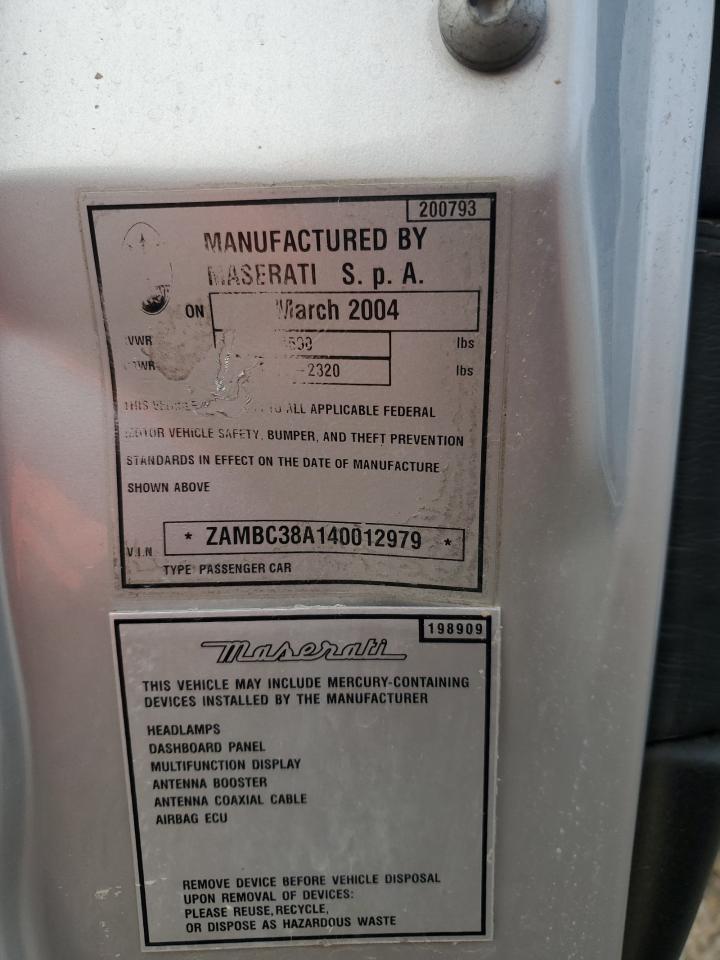 200793
MANUFACTURED BY
MASERATI S. p A.
ON March 2004
lbs
-2320 lbs
THIS TO ALL APPLICABLE FEDERAL
MOTOR VEHICLE SAFETY, BUMPER, AND THEFT PREVENTION
STANDARDS IN EFFECT ON THE DATE OF MANUFACTURE
SHOWN ABOVE
V.I.N * ZAMBC38A140012979 *
TYPE PASSENGER CAR
198909
Maserati
THIS VEHICLE MAY INCLUDE MERCURY-CONTAINING
DEVICES INSTALLED BY THE MANUFACTURER
HEADLAMPS
DASHBOARD PANEL
MULTIFUNCTION DISPLAY
ANTENNA BOOSTER
ANTENNA COAXIAL CABLE
AIRBAG ECU
REMOVE DEVICE BEFORE VEHICLE DISPOSAL
UPON REMOVAL OF DEVICES:
PLEASE REUSE, RECYCLE,
OR DISPOSE AS HAZARDOUS WASTE